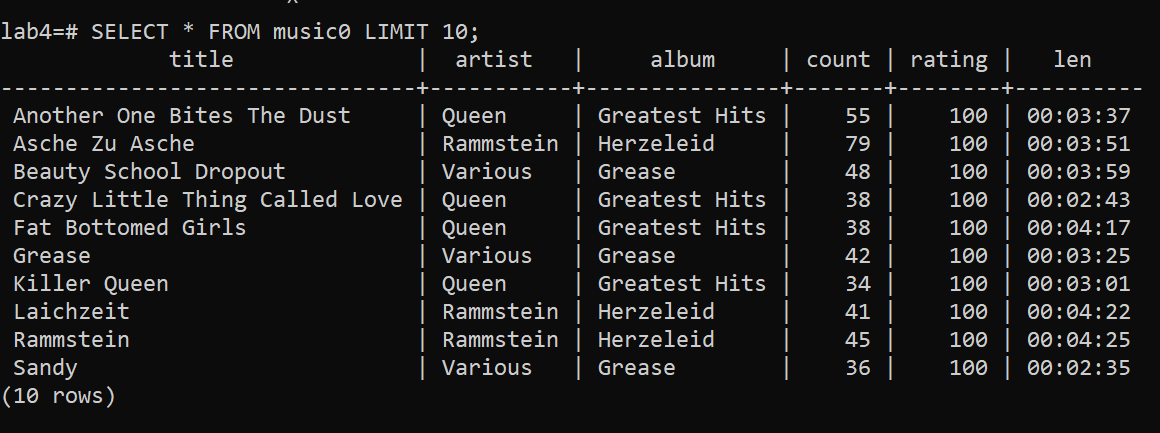 lab4=# SELECT * FROM music0 LIMIT 10;
             title              |  artist   |     album     | count | rating |   len
--------------------------------+-----------+---------------+-------+--------+----------
 Another One Bites The Dust     | Queen     | Greatest Hits |    55 |    100 | 00:03:37
 Asche Zu Asche                 | Rammstein | Herzeleid     |    79 |    100 | 00:03:51
 Beauty School Dropout          | Various   | Grease        |    48 |    100 | 00:03:59
 Crazy Little Thing Called Love | Queen     | Greatest Hits |    38 |    100 | 00:02:43
 Fat Bottomed Girls             | Queen     | Greatest Hits |    38 |    100 | 00:04:17
 Grease                         | Various   | Grease        |    42 |    100 | 00:03:25
 Killer Queen                   | Queen     | Greatest Hits |    34 |    100 | 00:03:01
 Laichzeit                      | Rammstein | Herzeleid     |    41 |    100 | 00:04:22
 Rammstein                      | Rammstein | Herzeleid     |    45 |    100 | 00:04:25
 Sandy                          | Various   | Grease        |    36 |    100 | 00:02:35
(10 rows)